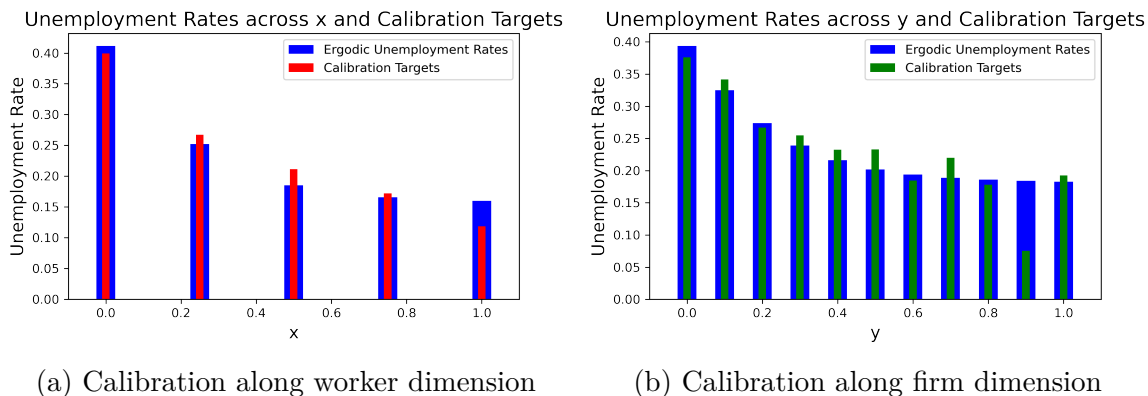 Unemployment Rates across x and Calibration Targets
Unemployment Rate
0.40
0.35
0.30
0.25
0.20
0.15
0.10
0.05
0.00
Ergodic Unemployment Rates
Calibration Targets
0.0 0.2 0.4 0.6 0.8 1.0
x
(a) Calibration along worker dimension
Unemployment Rates across y and Calibration Targets
Unemployment Rate
0.40
0.35
0.30
0.25
0.20
0.15
0.10
0.05
0.00
Ergodic Unemployment Rates
Calibration Targets
0.0 0.2 0.4 0.6 0.8 1.0
y
(b) Calibration along firm dimension